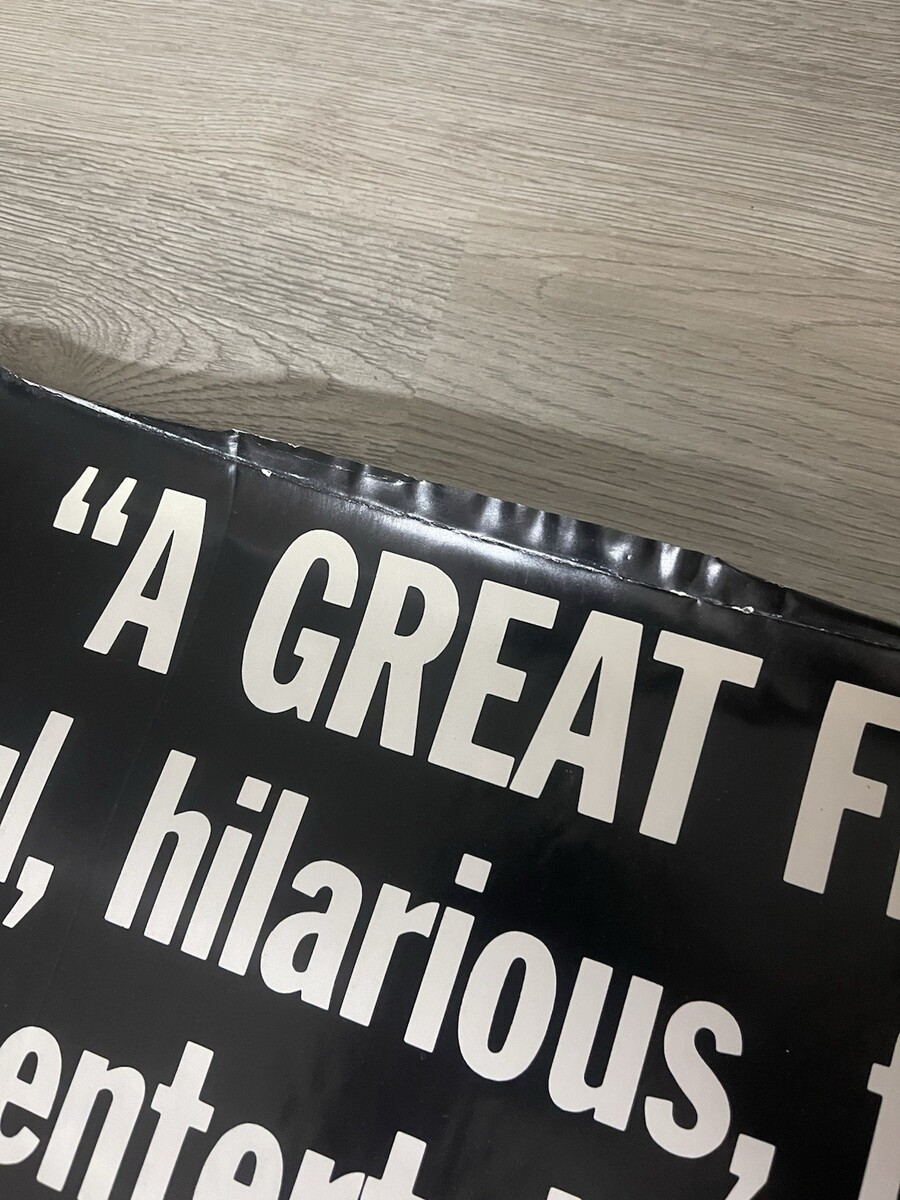 “A GREAT F
l, hilarious, f
entert